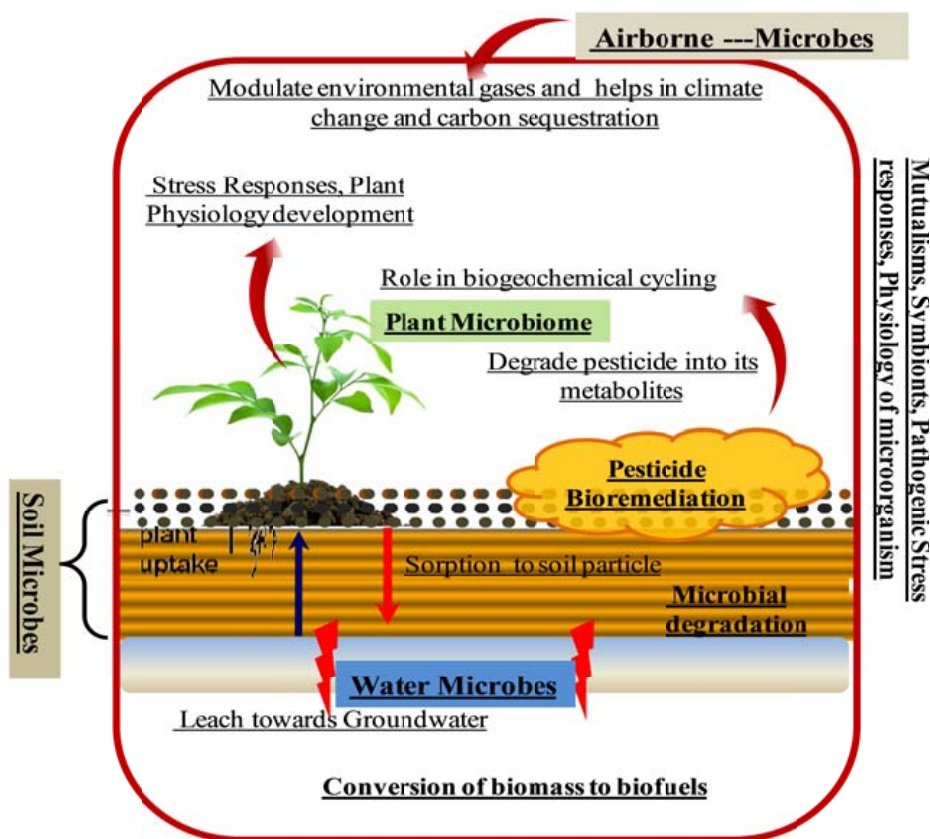 Airborne ---Microbes
Modulate environmental gases and helps in climate
change and carbon sequestration
Stress Responses, Plant
Physiology development
Role in biogeochemical cycling
Plant Microbiome
Degrade pesticide into its
metabolites
Pesticide
Bioremediation
Mutualisms, Symbionts, Pathogenic Stress
responses, Physiology of microorganism
Soil Microbes
plant
uptake
Sorption to soil particle
Microbial
degradation
Water Microbes
Leach towards Groundwater
Conversion of biomass to biofuels